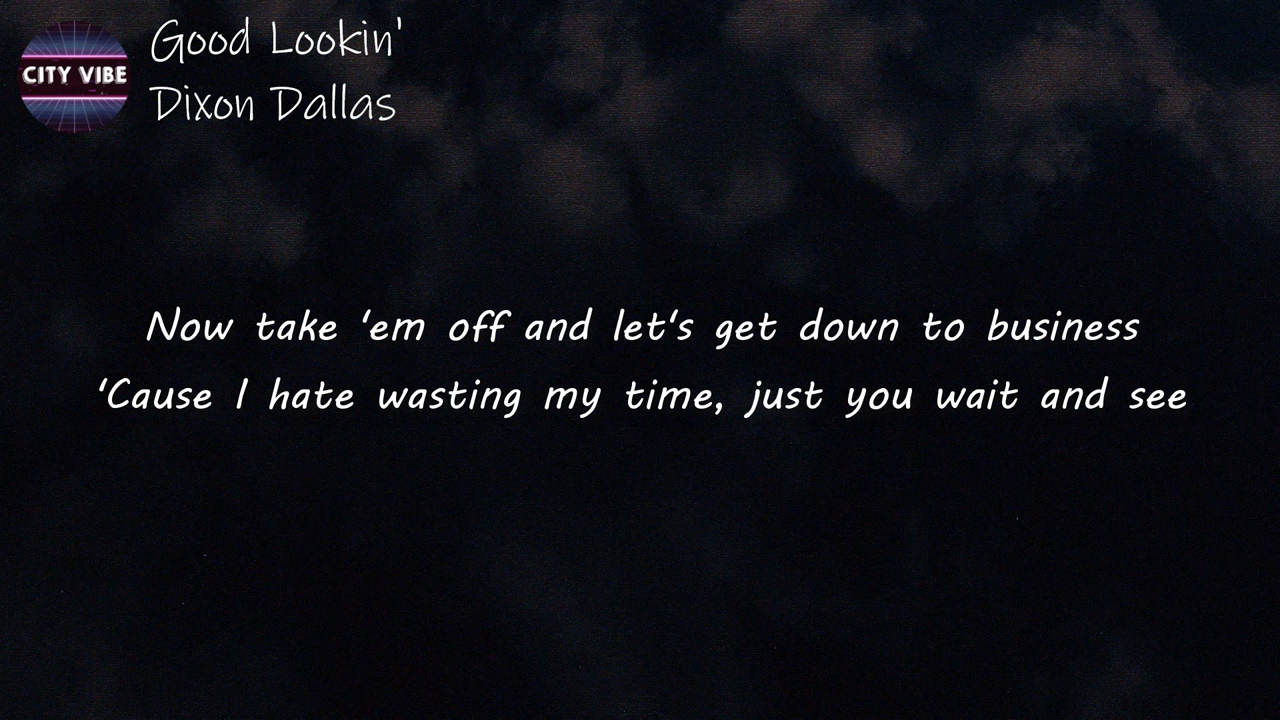 CITY VIBE
Good Lookin'
Dixon Dallas
Now take ‘em off and let‘s get down to business
‘Cause I hate wasting my time, just you wait and see